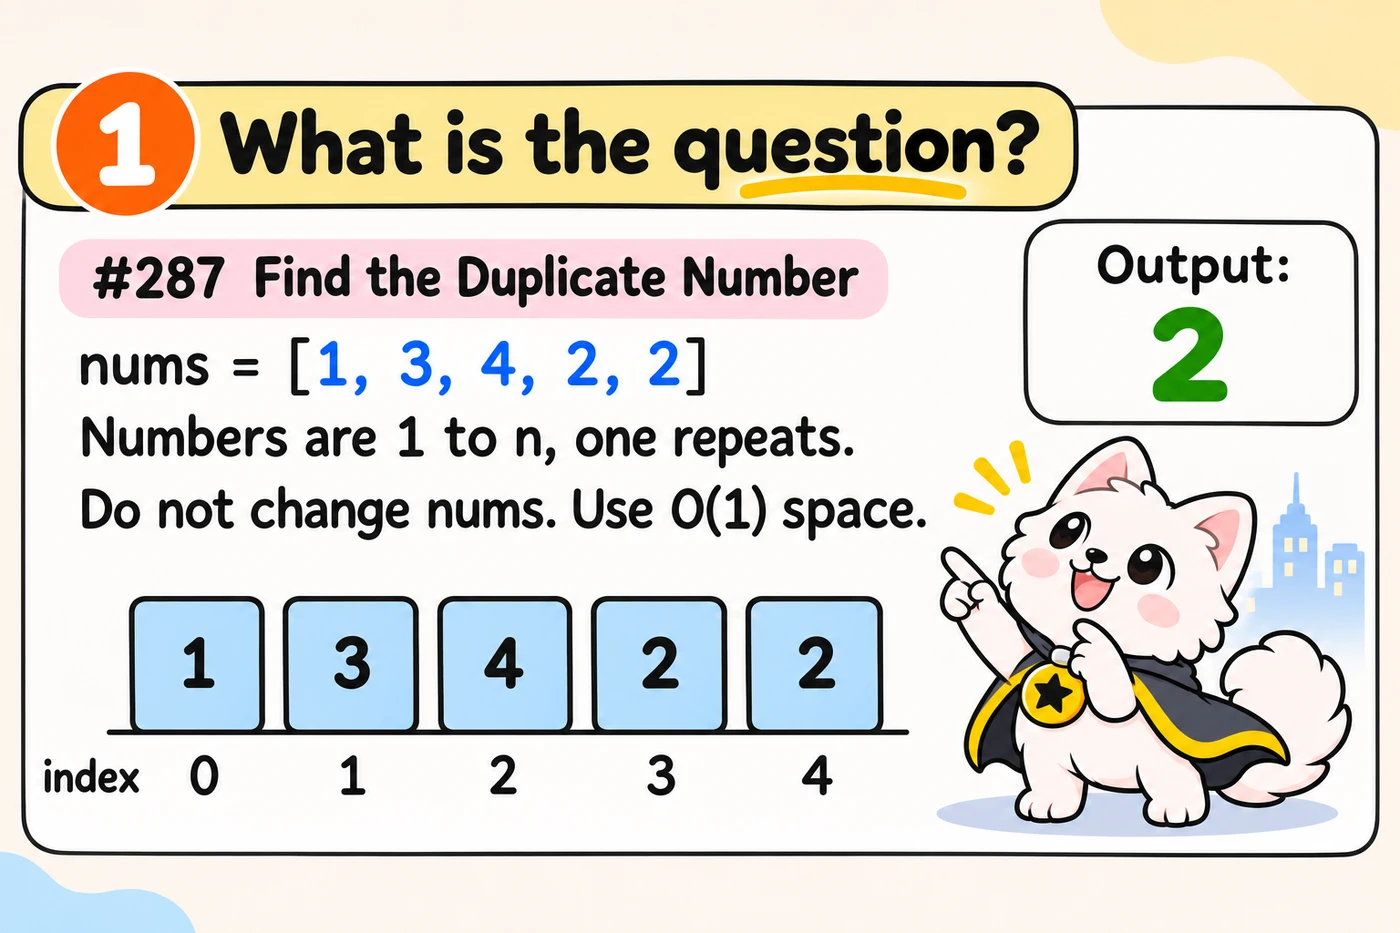 1 What is the question?
#287 Find the Duplicate Number
nums = [1, 3, 4, 2, 2]
Numbers are 1 to n, one repeats.
Do not change nums. Use O(1) space.
Output:
2
1 3 4 2 2
index 0 1 2 3 4